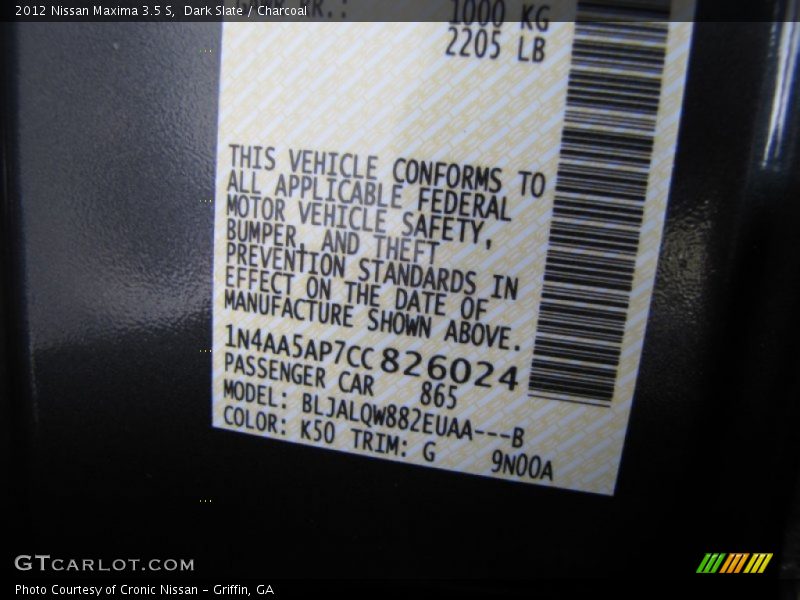 2012 Nissan Maxima 3.5 S, Dark Slate / Charcoal
1000 KG
2205 LB
THIS VEHICLE CONFORMS TO
ALL APPLICABLE FEDERAL
MOTOR VEHICLE SAFETY,
BUMPER, AND THEFT
PREVENTION STANDARDS IN
EFFECT ON THE DATE OF
MANUFACTURE SHOWN ABOVE.
1N4AA5AP7CC826024
PASSENGER CAR 865
MODEL: BLJALQW882EUAA---B
COLOR: K50 TRIM: G 9N00A
GTCARLOT.COM
Photo Courtesy of Cronic Nissan - Griffin, GA